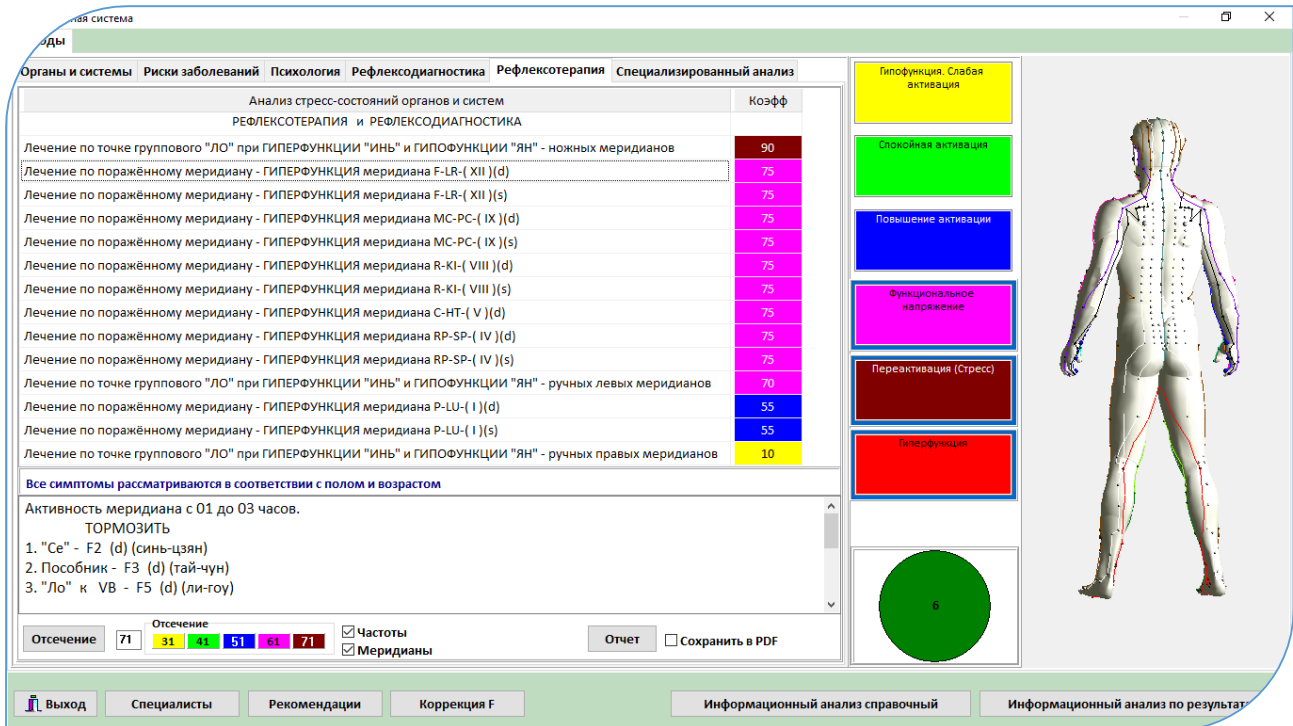 ная система
оды
Органы и системы Риски заболеваний Психология Рефлексодиагностика Рефлексотерапия Специализированный анализ
Анализ стресс-состояний органов и систем Коэфф
РЕФЛЕКСОТЕРАПИЯ и РЕФЛЕКСОДИАГНОСТИКА
Лечение по точке группового "ЛО" при ГИПЕРФУНКЦИИ "ИНЬ" и ГИПОФУНКЦИИ "ЯН" - ножных меридианов 90
Лечение по поражённому меридиану - ГИПЕРФУНКЦИЯ меридиана F-LR-( XII )(d) 75
Лечение по поражённому меридиану - ГИПЕРФУНКЦИЯ меридиана F-LR-( XII )(s) 75
Лечение по поражённому меридиану - ГИПЕРФУНКЦИЯ меридиана MC-PC-( IX )(d) 75
Лечение по поражённому меридиану - ГИПЕРФУНКЦИЯ меридиана MC-PC-( IX )(s) 75
Лечение по поражённому меридиану - ГИПЕРФУНКЦИЯ меридиана R-KI-( VIII )(d) 75
Лечение по поражённому меридиану - ГИПЕРФУНКЦИЯ меридиана R-KI-( VIII )(s) 75
Лечение по поражённому меридиану - ГИПЕРФУНКЦИЯ меридиана C-HT-( V )(d) 75
Лечение по поражённому меридиану - ГИПЕРФУНКЦИЯ меридиана RP-SP-( IV )(d) 75
Лечение по поражённому меридиану - ГИПЕРФУНКЦИЯ меридиана RP-SP-( IV )(s) 75
Лечение по точке группового "ЛО" при ГИПЕРФУНКЦИИ "ИНЬ" и ГИПОФУНКЦИИ "ЯН" - ручных левых меридианов 70
Лечение по поражённому меридиану - ГИПЕРФУНКЦИЯ меридиана P-LU-( I )(d) 55
Лечение по поражённому меридиану - ГИПЕРФУНКЦИЯ меридиана P-LU-( I )(s) 55
Лечение по точке группового "ЛО" при ГИПЕРФУНКЦИИ "ИНЬ" и ГИПОФУНКЦИИ "ЯН" - ручных правых меридианов 10
Все симптомы рассматриваются в соответствии с полом и возрастом
Активность меридиана с 01 до 03 часов.
ТОРМОЗИТЬ
1. "Се" - F2 (d) (синь-цзян)
2. Пособник - F3 (d) (тай-чун)
3. "Ло" к VB - F5 (d) (ли-гоу)
Отсечение 71
Отсечение
31 41 51 61 71
Частоты
Меридианы
Отчет Сохранить в PDF
Гипофункция. Слабая
активация
Спокойная активация
Повышение активации
Функциональное
напряжение
Переактивация (Стресс)
Гиперфункция
6
Выход Специалисты Рекомендации Коррекция F Информационный анализ справочный Информационный анализ по результата